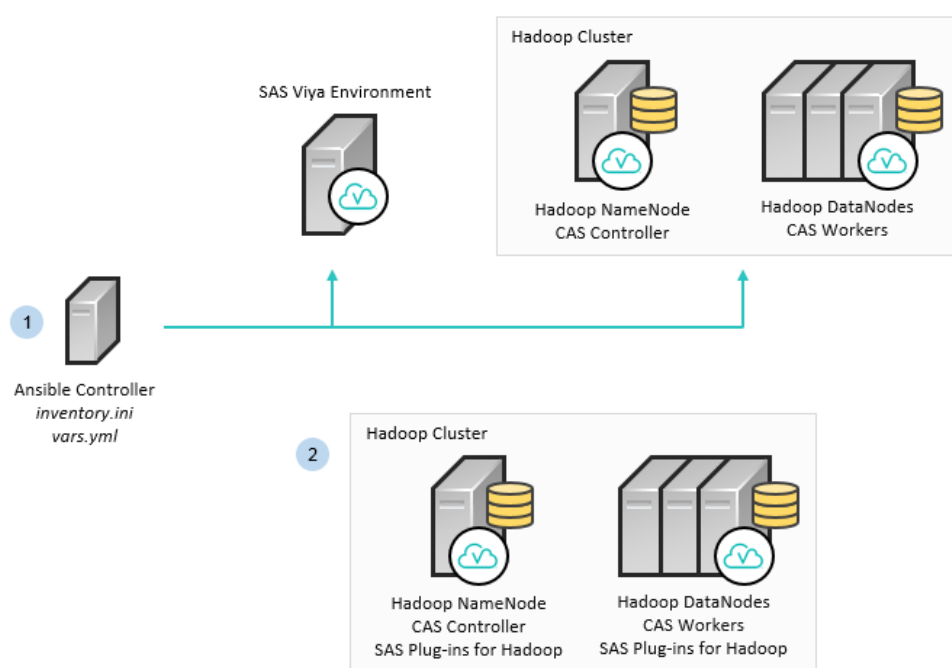 Hadoop Cluster
SAS Viya Environment
Hadoop NameNode
CAS Controller
Hadoop DataNodes
CAS Workers
1
Ansible Controller
inventory.ini
vars.yml
2
Hadoop Cluster
Hadoop NameNode
CAS Controller
SAS Plug-ins for Hadoop
Hadoop DataNodes
CAS Workers
SAS Plug-ins for Hadoop